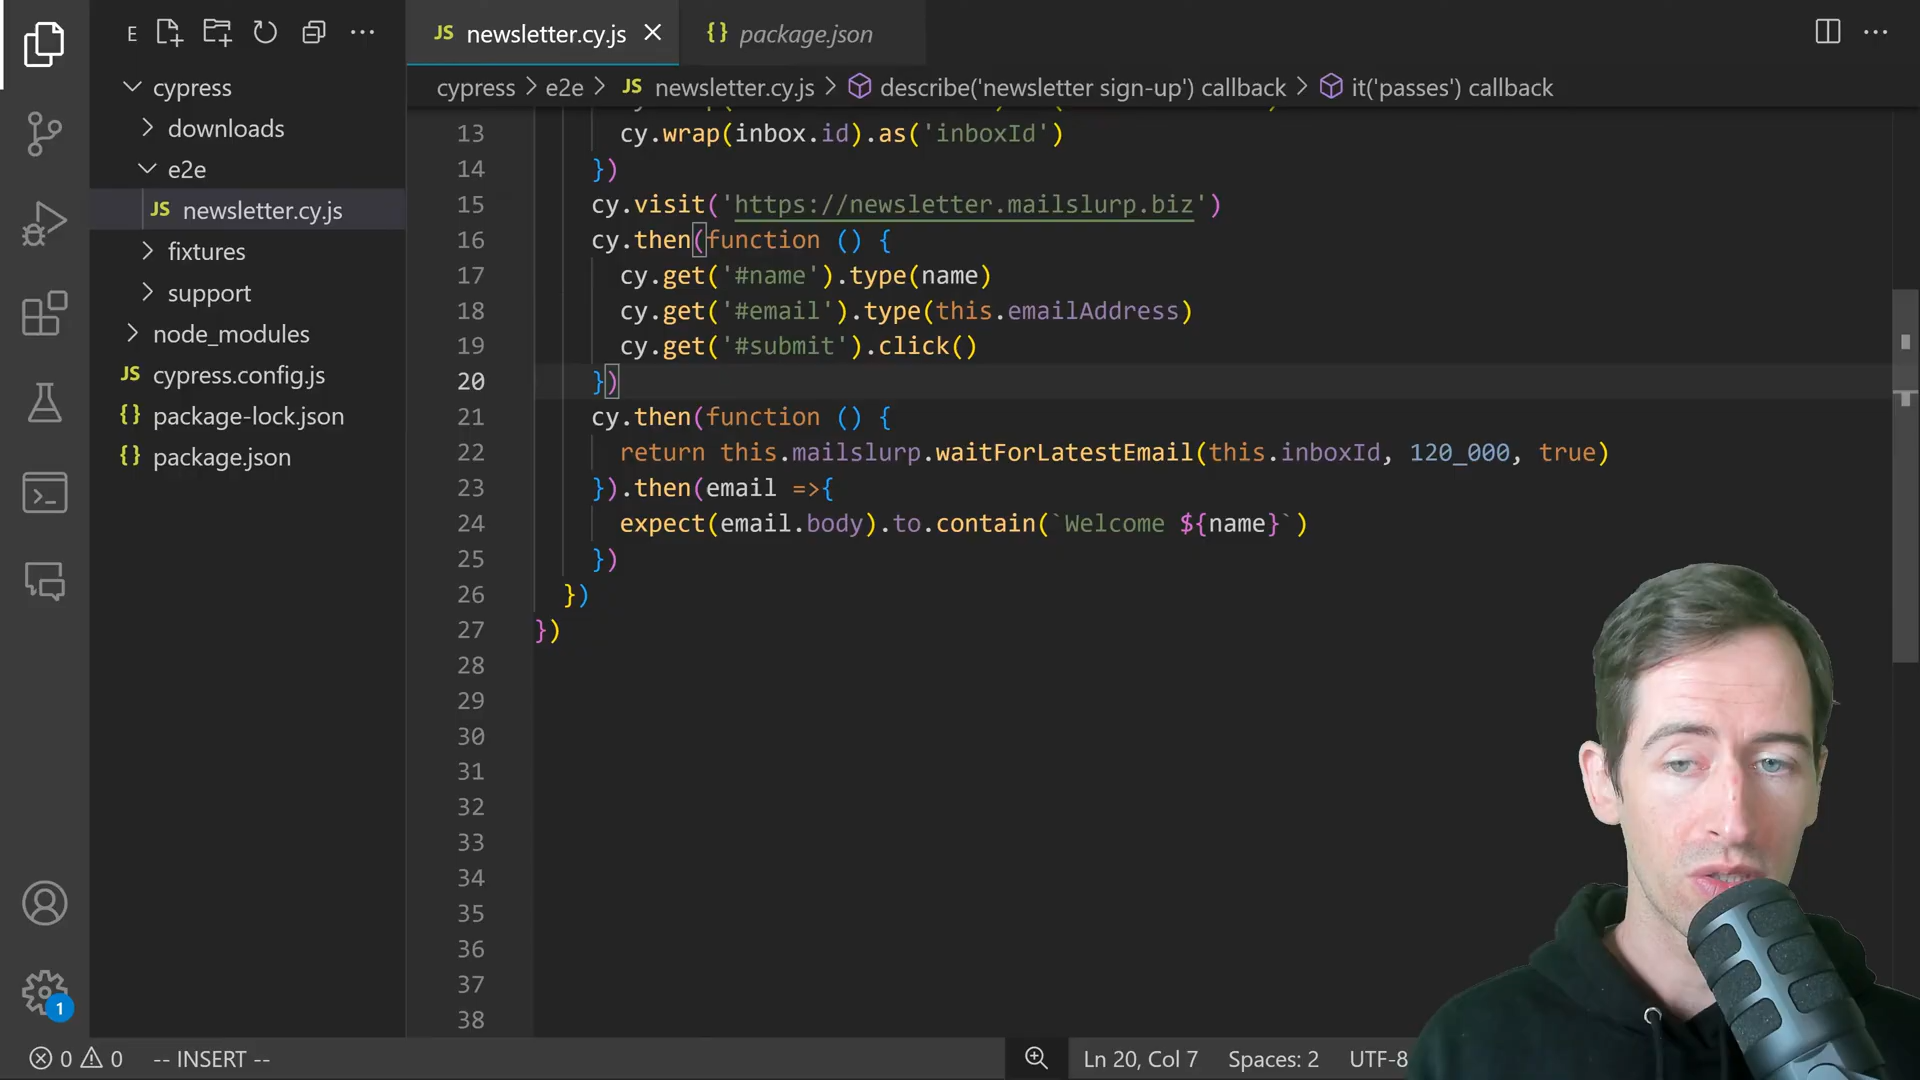 E
JS newsletter.cy.js
{} package.json
cypress > e2e > JS newsletter.cy.js > describe('newsletter sign-up') callback > it('passes') callback
cypress
downloads
e2e
JS newsletter.cy.js
fixtures
support
node_modules
JS cypress.config.js
{} package-lock.json
{} package.json
13 cy.wrap(inbox.id).as('inboxId')
14 })
15 cy.visit('https://newsletter.mailslurp.biz')
16 cy.then(function () {
17 cy.get('#name').type(name)
18 cy.get('#email').type(this.emailAddress)
19 cy.get('#submit').click()
20 })
21 cy.then(function () {
22 return this.mailslurp.waitForLatestEmail(this.inboxId, 120_000, true)
23 }).then(email =>{
24 expect(email.body).to.contain(`Welcome ${name}`)
25 })
26 })
27 })
28
29
30
31
32
33
34
35
36
37
38
1
0 0 -- INSERT -- Ln 20, Col 7 Spaces: 2 UTF-8